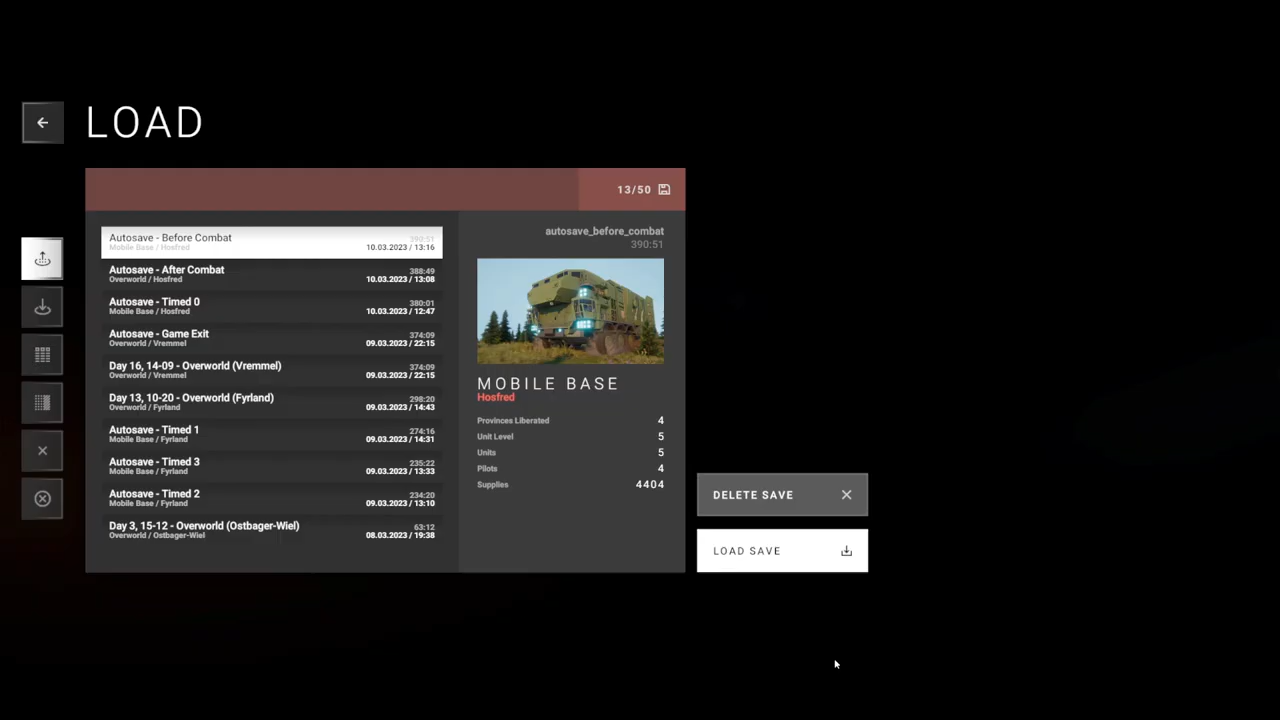 LOAD
13/50
Autosave - Before Combat 390:51
Mobile Base / Hosfred 10.03.2023 / 13:16
Autosave - After Combat 388:49
Overworld / Hosfred 10.03.2023 / 13:08
Autosave - Timed 0 380:01
Mobile Base / Hosfred 10.03.2023 / 12:47
Autosave - Game Exit 374:09
Overworld / Vremmel 09.03.2023 / 22:15
Day 16, 14-09 - Overworld (Vremmel) 374:09
Overworld / Vremmel 09.03.2023 / 22:15
Day 13, 10-20 - Overworld (Fyrland) 298:20
Overworld / Fyrland 09.03.2023 / 14:43
Autosave - Timed 1 274:16
Mobile Base / Fyrland 09.03.2023 / 14:31
Autosave - Timed 3 235:22
Mobile Base / Fyrland 09.03.2023 / 13:33
Autosave - Timed 2 234:20
Mobile Base / Fyrland 09.03.2023 / 13:10
Day 3, 15-12 - Overworld (Ostbager-Wiel) 63:12
Overworld / Ostbager-Wiel 08.03.2023 / 19:38
autosave_before_combat
390:51
MOBILE BASE
Hosfred
Provinces Liberated 4
Unit Level 5
Units 5
Pilots 4
Supplies 4404
DELETE SAVE
LOAD SAVE